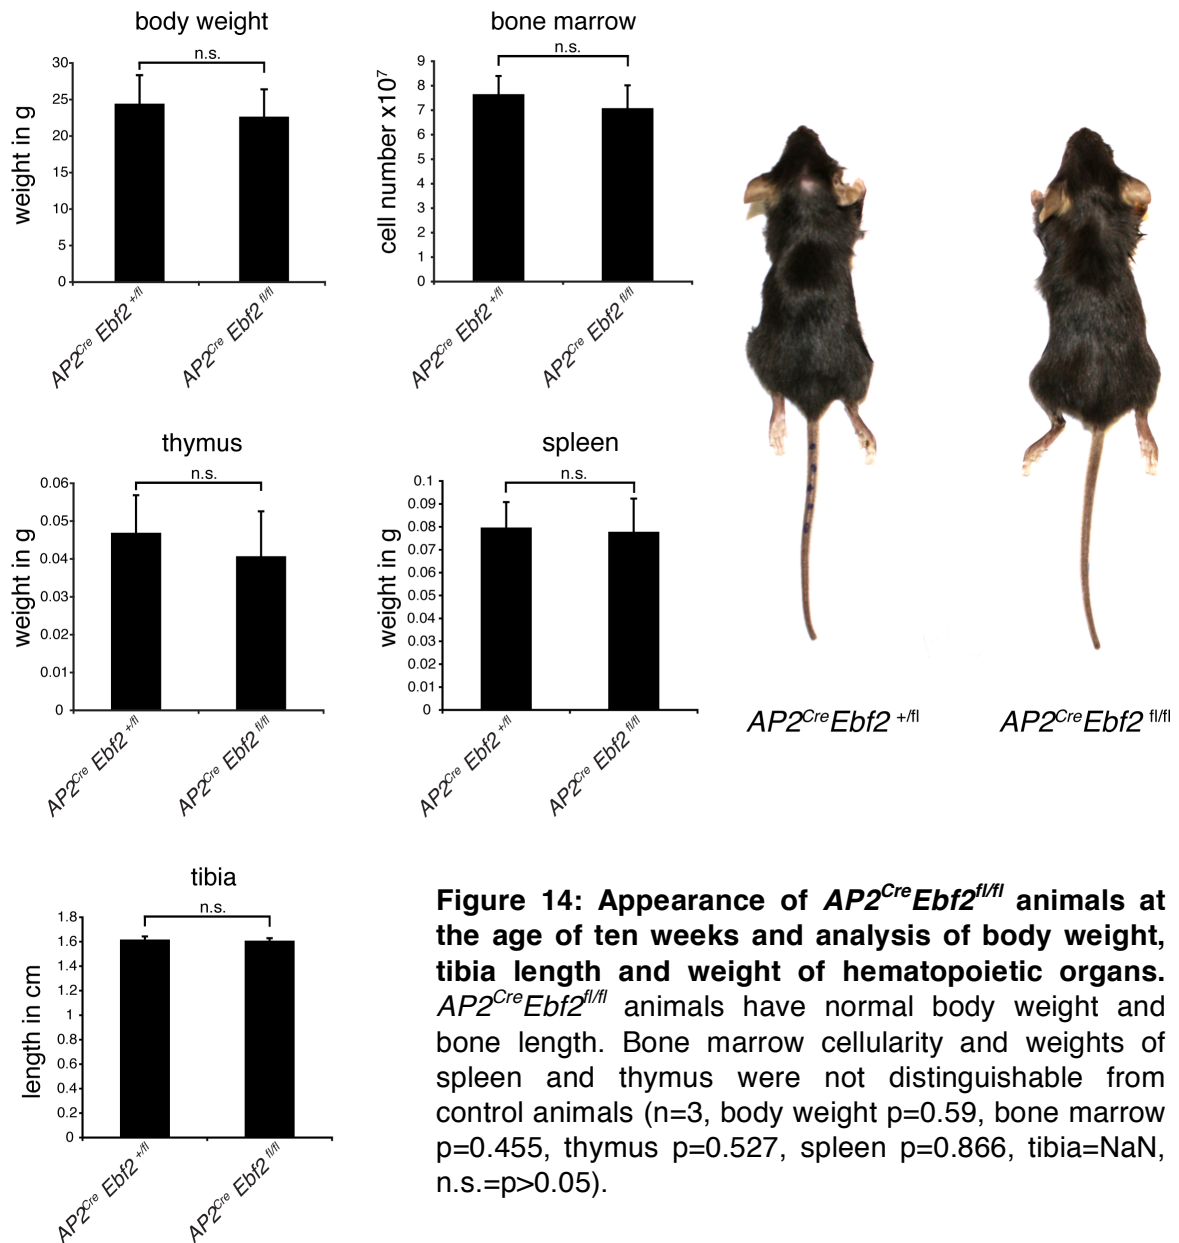 body weight
n.s.
weight in g
30
25
20
15
10
5
0
AP2Cre Ebf2 +/fl
AP2Cre Ebf2 fl/fl
bone marrow
n.s.
cell number x10⁷
9
8
7
6
5
4
3
2
1
0
AP2Cre Ebf2 +/fl
AP2Cre Ebf2 fl/fl
thymus
n.s.
weight in g
0.06
0.05
0.04
0.03
0.02
0.01
0
AP2Cre Ebf2 +/fl
AP2Cre Ebf2 fl/fl
spleen
n.s.
weight in g
0.1
0.09
0.08
0.07
0.06
0.05
0.04
0.03
0.02
0.01
0
AP2Cre Ebf2 +/fl
AP2Cre Ebf2 fl/fl
AP2CreEbf2 +/fl
AP2CreEbf2 fl/fl
tibia
n.s.
length in cm
1.8
1.6
1.4
1.2
1
0.8
0.6
0.4
0.2
0
AP2Cre Ebf2 +/fl
AP2Cre Ebf2 fl/fl
Figure 14: Appearance of AP2CreEbf2fl/fl animals at
the age of ten weeks and analysis of body weight,
tibia length and weight of hematopoietic organs.
AP2CreEbf2fl/fl animals have normal body weight and
bone length. Bone marrow cellularity and weights of
spleen and thymus were not distinguishable from
control animals (n=3, body weight p=0.59, bone marrow
p=0.455, thymus p=0.527, spleen p=0.866, tibia=NaN,
n.s.=p>0.05).